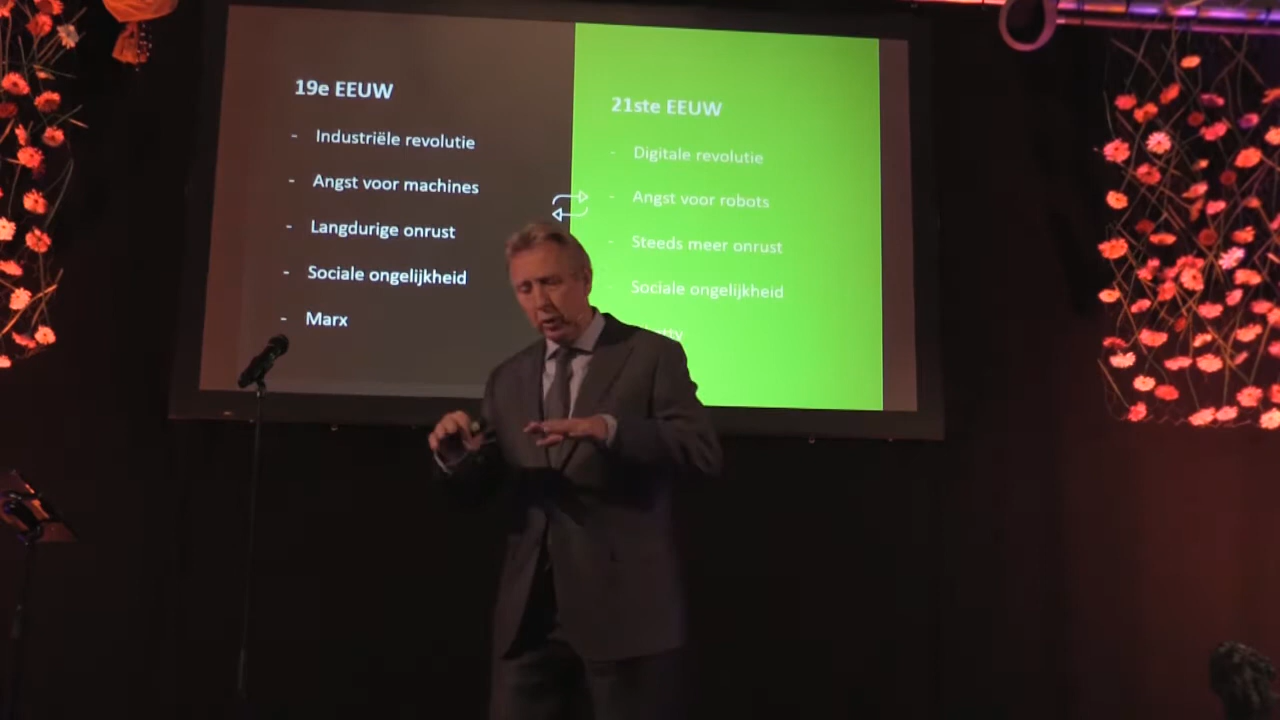 19e EEUW
- Industriële revolutie
- Angst voor machines
- Langdurige onrust
- Sociale ongelijkheid
- Marx
21ste EEUW
- Digitale revolutie
- Angst voor robots
- Steeds meer onrust
- Sociale ongelijkheid